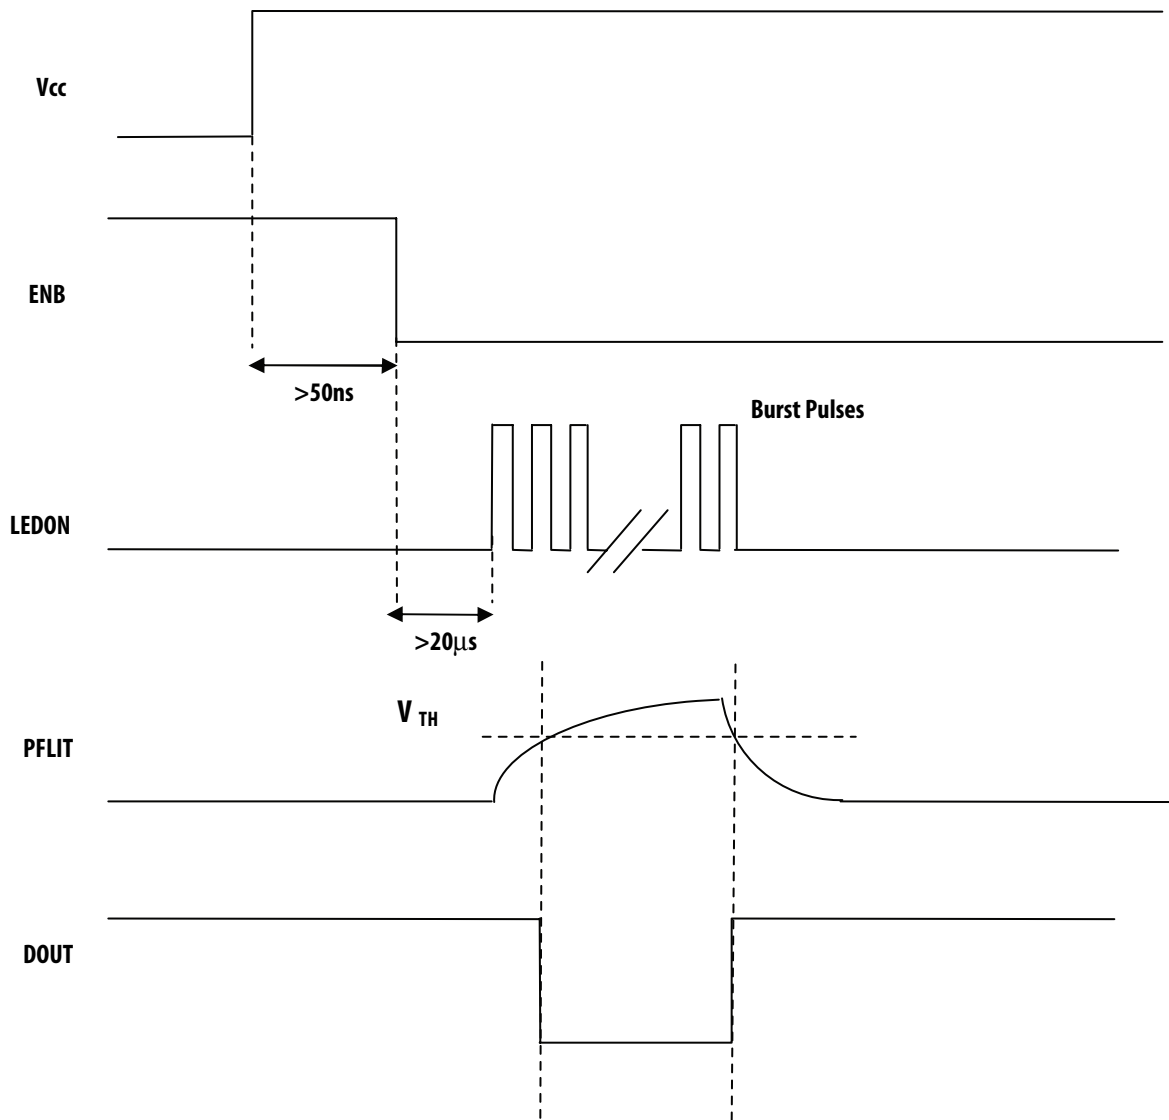 Vcc
ENB
>50ns
Burst Pulses
LEDON
>20μs
V TH
PFLIT
DOUT